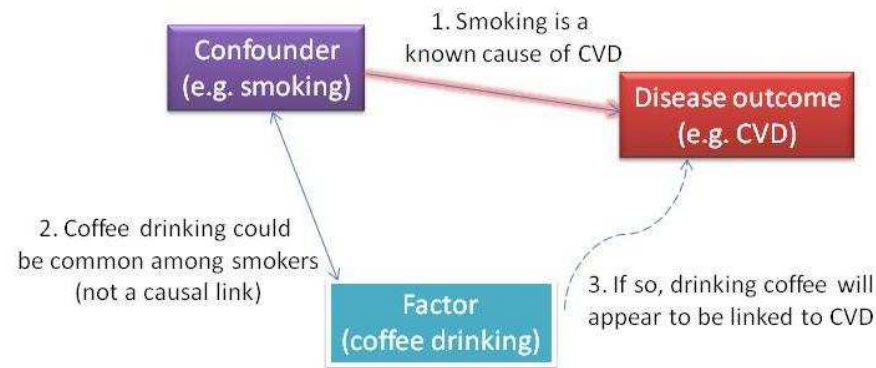 Confounder
(e.g. smoking)
1. Smoking is a
known cause of CVD
Disease outcome
(e.g. CVD)
2. Coffee drinking could
be common among smokers
(not a causal link)
Factor
(coffee drinking)
3. If so, drinking coffee will
appear to be linked to CVD